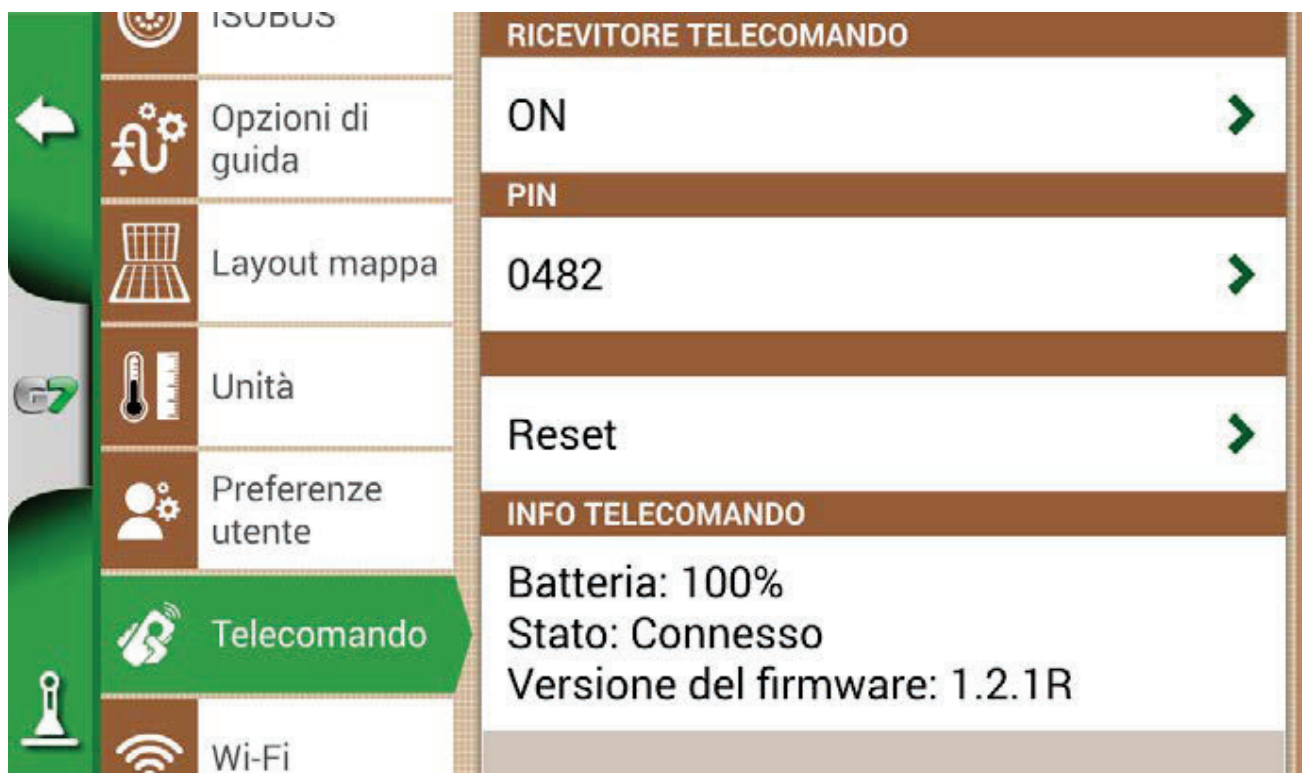 ISOBUS
Opzioni di
guida
Layout mappa
Unità
Preferenze
utente
Telecomando
Wi-Fi
G7
RICEVITORE TELECOMANDO
ON
PIN
0482
Reset
INFO TELECOMANDO
Batteria: 100%
Stato: Connesso
Versione del firmware: 1.2.1R